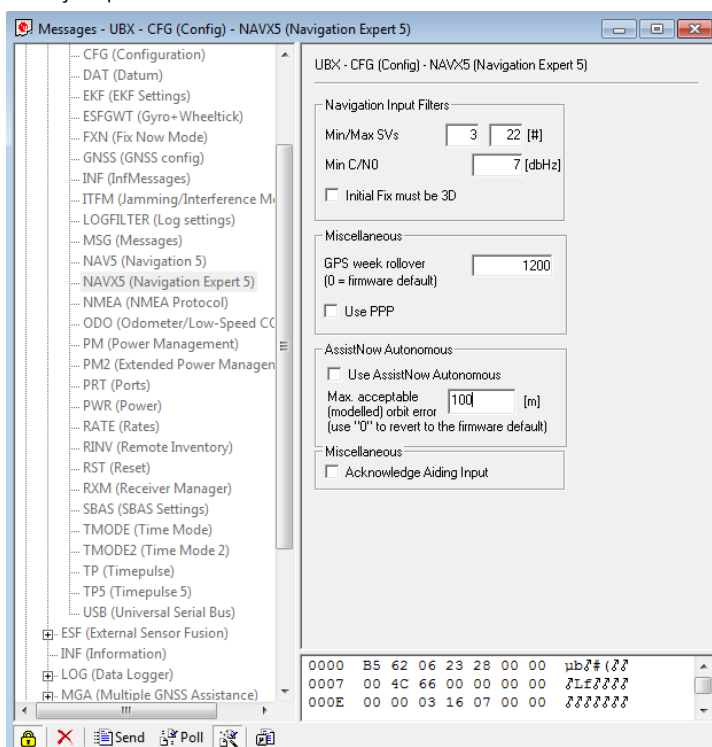 Messages - UBX - CFG (Config) - NAVX5 (Navigation Expert 5)
CFG (Configuration)
DAT (Datum)
EKF (EKF Settings)
ESFGWT (Gyro+Wheeltick)
FXN (Fix Now Mode)
GNSS (GNSS config)
INF (InfMessages)
ITFM (Jamming/Interference Mo
LOGFILTER (Log settings)
MSG (Messages)
NAV5 (Navigation 5)
NAVX5 (Navigation Expert 5)
NMEA (NMEA Protocol)
ODO (Odometer/Low-Speed CO
PM (Power Management)
PM2 (Extended Power Managen
PRT (Ports)
PWR (Power)
RATE (Rates)
RINV (Remote Inventory)
RST (Reset)
RXM (Receiver Manager)
SBAS (SBAS Settings)
TMODE (Time Mode)
TMODE2 (Time Mode 2)
TP (Timepulse)
TP5 (Timepulse 5)
USB (Universal Serial Bus)
ESF (External Sensor Fusion)
INF (Information)
LOG (Data Logger)
MGA (Multiple GNSS Assistance)
UBX - CFG (Config) - NAVX5 (Navigation Expert 5)
Navigation Input Filters
Min/Max SVs 3 22 [#]
Min C/N0 7 [dbHz]
Initial Fix must be 3D
Miscellaneous
GPS week rollover 1200
(0 = firmware default)
Use PPP
AssistNow Autonomous
Use AssistNow Autonomous
Max. acceptable 100 [m]
(modelled) orbit error
(use "0" to revert to the firmware default)
Miscellaneous
Acknowledge Aiding Input
0000 B5 62 06 23 28 00 00 µb#(
0007 00 4C 66 00 00 00 00 Lf
000E 00 00 03 16 07 00 00
Send Poll